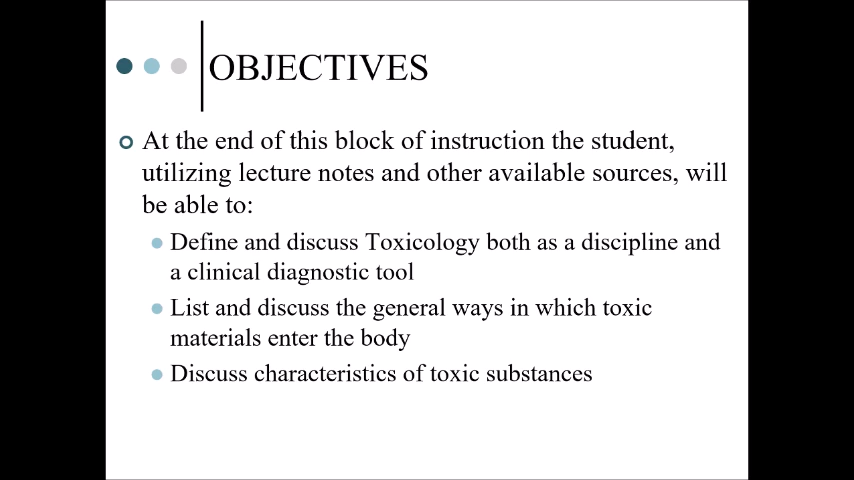 OBJECTIVES
At the end of this block of instruction the student,
utilizing lecture notes and other available sources, will
be able to:
Define and discuss Toxicology both as a discipline and
a clinical diagnostic tool
List and discuss the general ways in which toxic
materials enter the body
Discuss characteristics of toxic substances